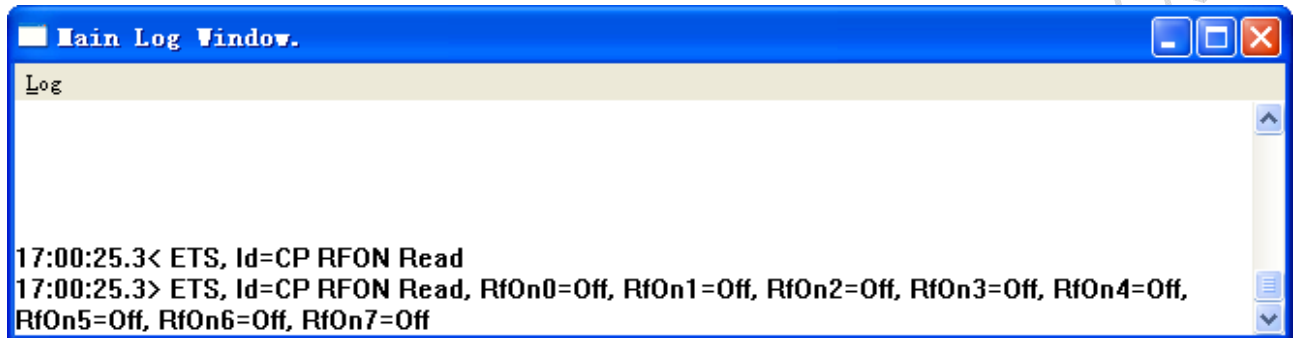 Main Log Window.
Log
17:00:25.3< ETS, Id=CP RFON Read
17:00:25.3> ETS, Id=CP RFON Read, RfOn0=Off, RfOn1=Off, RfOn2=Off, RfOn3=Off, RfOn4=Off,
RfOn5=Off, RfOn6=Off, RfOn7=Off